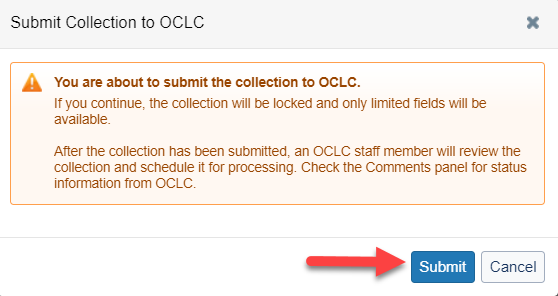 Submit Collection to OCLC
You are about to submit the collection to OCLC.
If you continue, the collection will be locked and only limited fields will be
available.
After the collection has been submitted, an OCLC staff member will review the
collection and schedule it for processing. Check the Comments panel for status
information from OCLC.
Submit Cancel